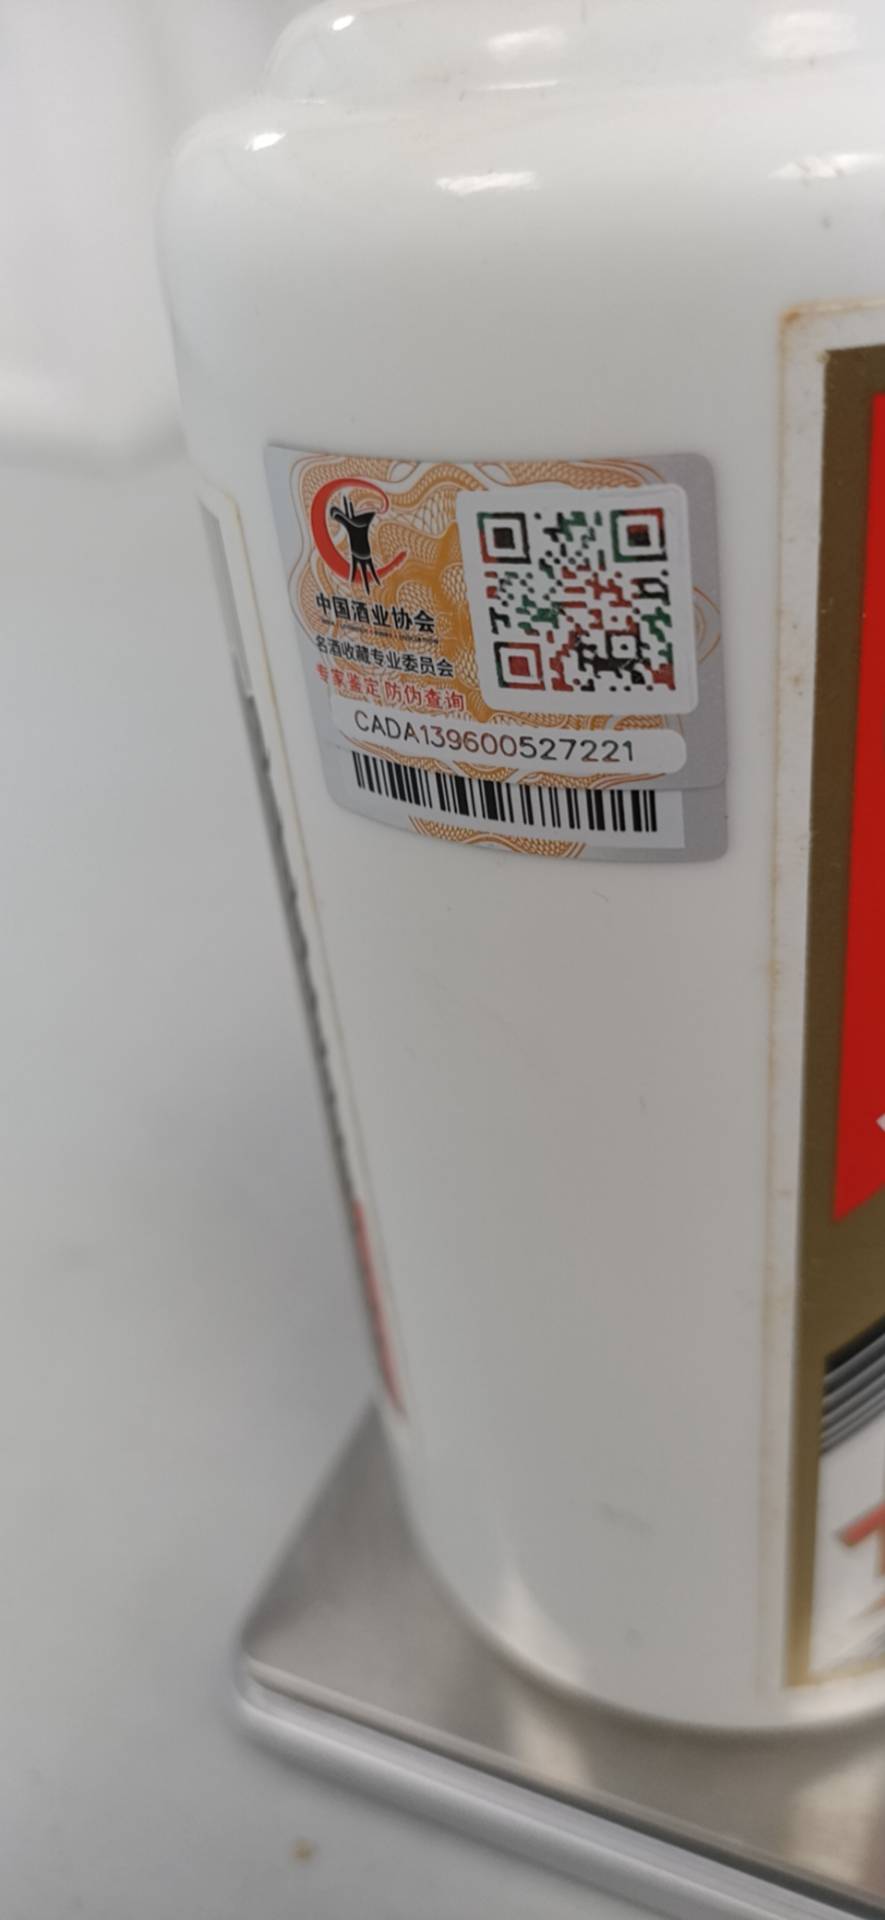 中国酒业协会
名酒收藏专业委员会
专家鉴定 防伪查询
CADA139600527221